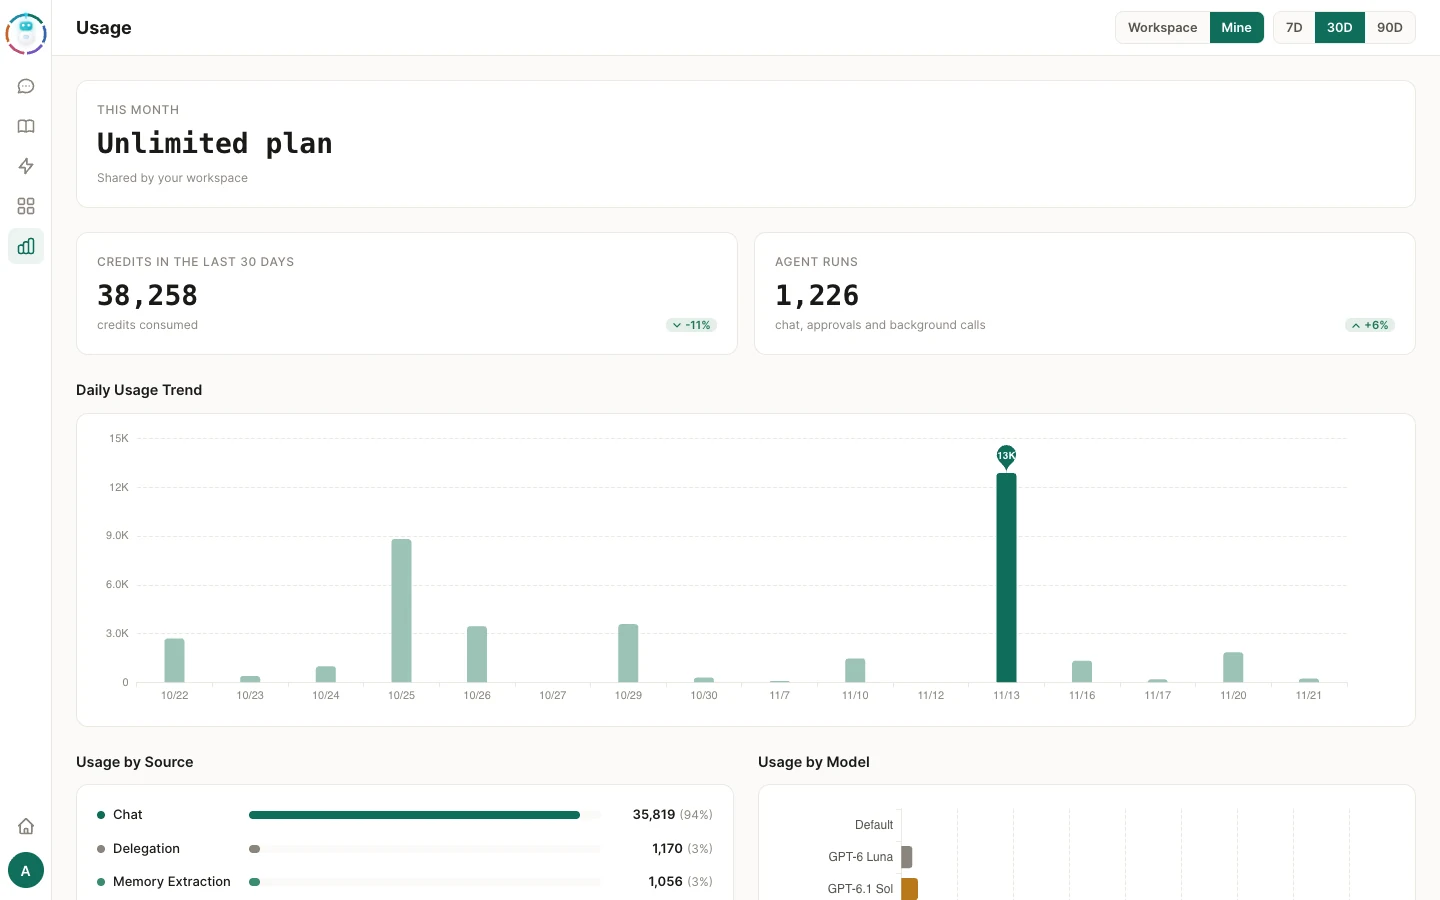 Usage
Workspace Mine 7D 30D 90D
THIS MONTH
Unlimited plan
Shared by your workspace
CREDITS IN THE LAST 30 DAYS
38,258
credits consumed
-11%
AGENT RUNS
1,226
chat, approvals and background calls
+6%
Daily Usage Trend
15K
12K
9.0K
6.0K
3.0K
0
13K
10/22 10/23 10/24 10/25 10/26 10/27 10/29 10/30 11/7 11/10 11/12 11/13 11/16 11/17 11/20 11/21
Usage by Source
Chat 35,819 (94%)
Delegation 1,170 (3%)
Memory Extraction 1,056 (3%)
Usage by Model
Default
GPT-6 Luna
GPT-6.1 Sol
A